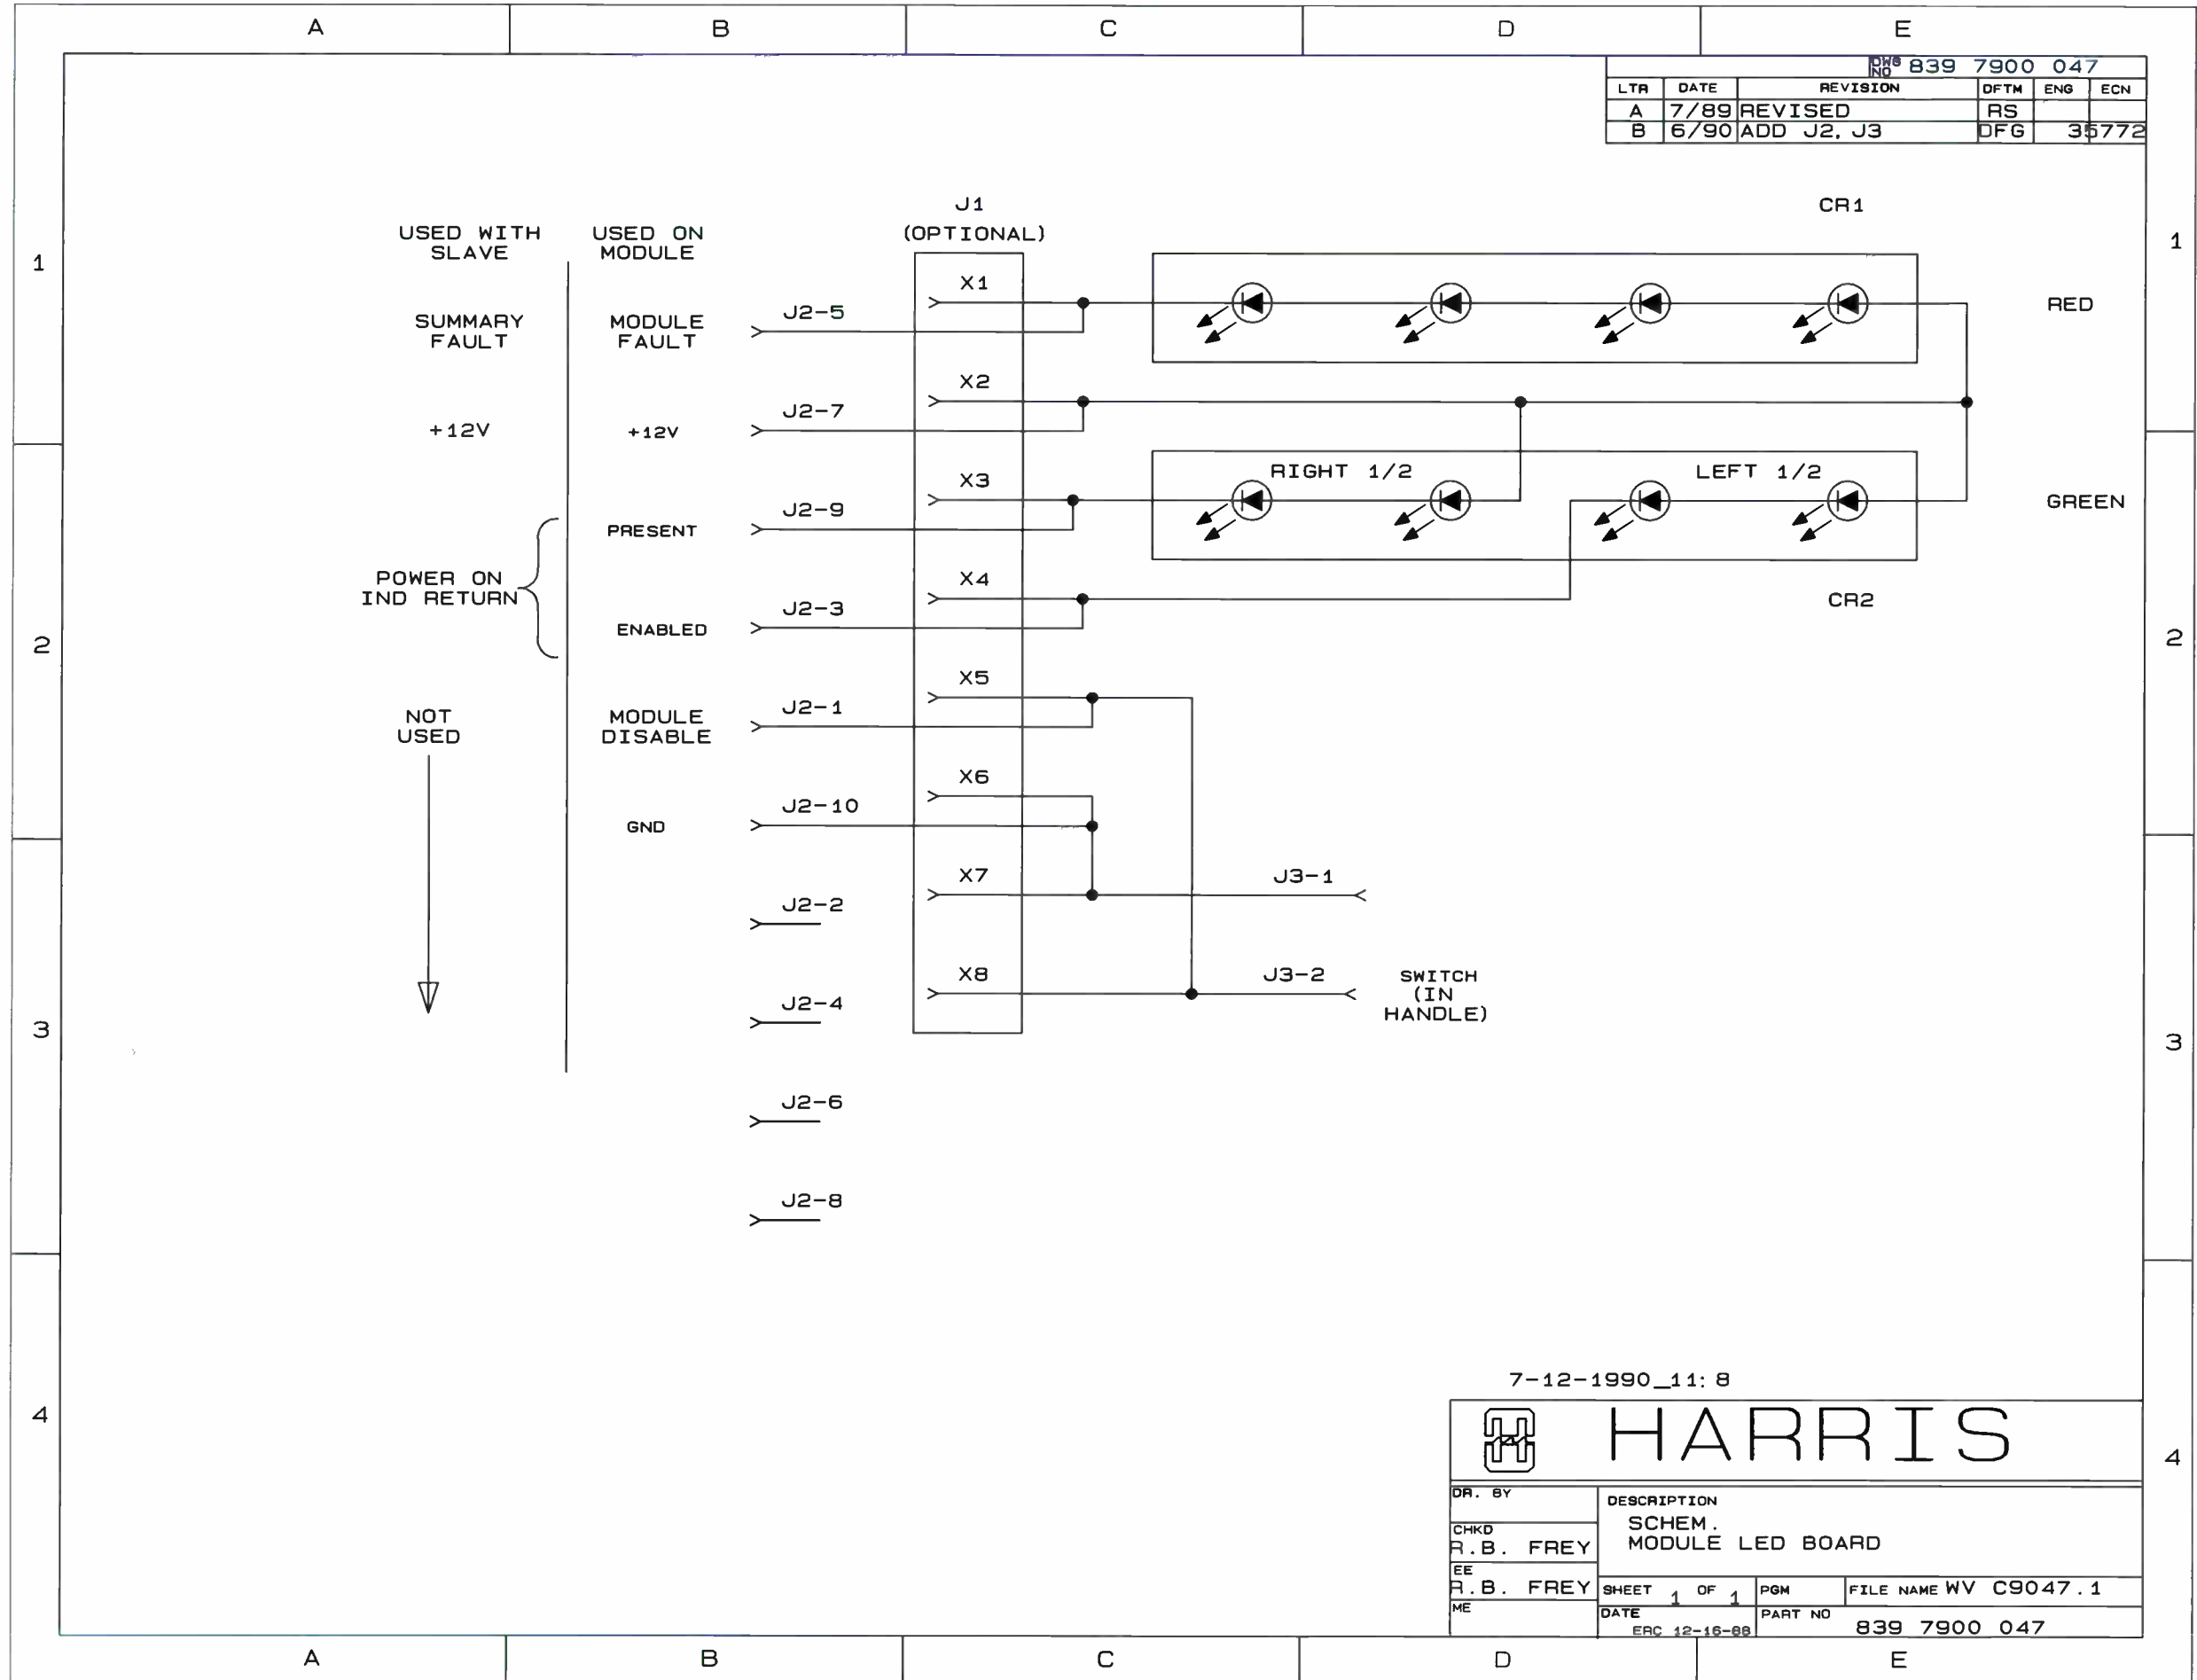 A B C D E
DWG NO 839 7900 047
LTR DATE REVISION DFTM ENG ECN
A 7/89 REVISED RS
B 6/90 ADD J2, J3 DFG 35772
J1
(OPTIONAL)
CR1
USED WITH
SLAVE
USED ON
MODULE
1
1
X1
RED
SUMMARY
FAULT
MODULE
FAULT
J2-5
X2
+12V
+12V
J2-7
X3
RIGHT 1/2
LEFT 1/2
GREEN
PRESENT
J2-9
POWER ON
IND RETURN
X4
CR2
ENABLED
J2-3
2
2
X5
NOT
USED
MODULE
DISABLE
J2-1
X6
GND
J2-10
X7
J3-1
J2-2
X8
J3-2
SWITCH
(IN
HANDLE)
J2-4
3
3
J2-6
J2-8
7-12-1990_11:8
4
4
HARRIS
DR. BY
CHKD
R.B. FREY
EE
R.B. FREY
ME
DESCRIPTION
SCHEM.
MODULE LED BOARD
SHEET 1 OF 1
PGM
FILE NAME WV C9047.1
DATE
ERC 12-16-88
PART NO
839 7900 047
A B C D E